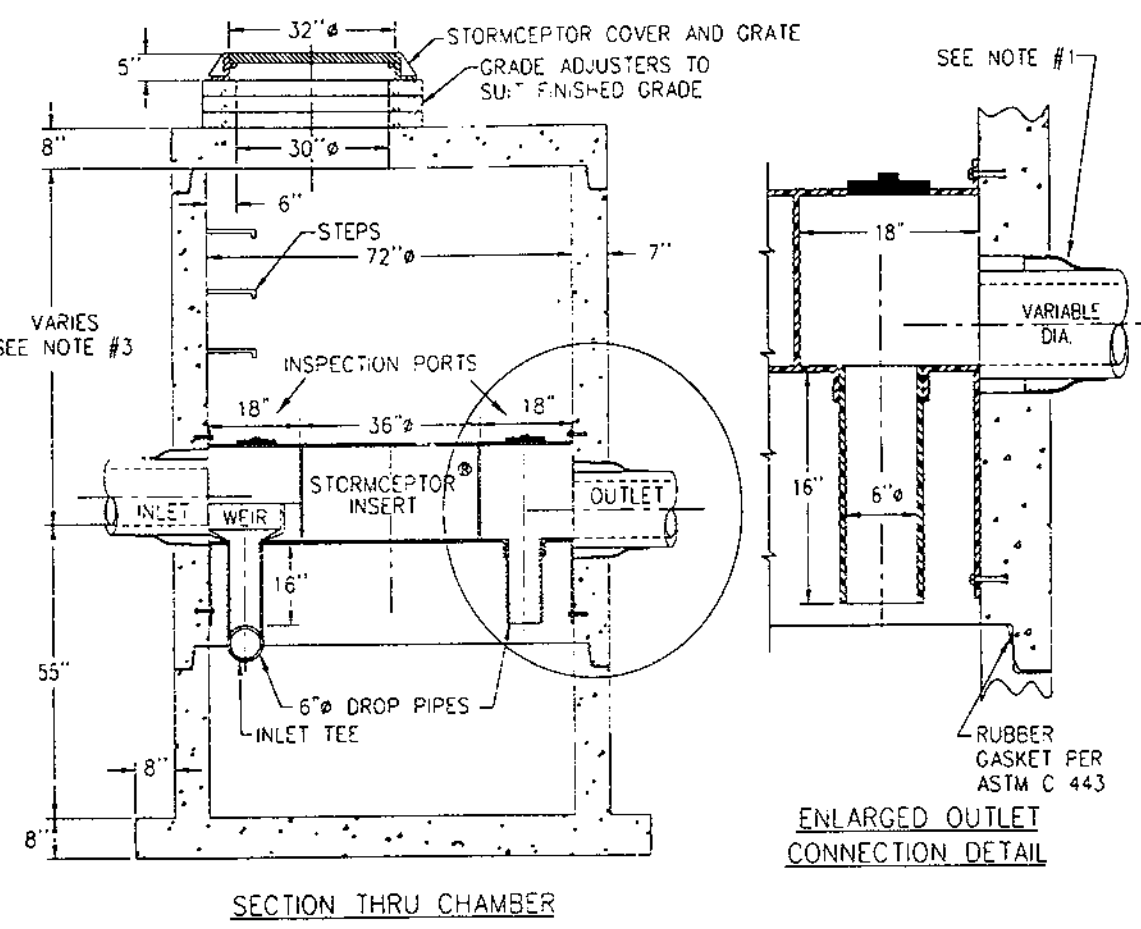 32"ø
STORMCEPTOR COVER AND GRATE
5"
GRADE ADJUSTERS TO
SUIT FINISHED GRADE
8"
30"ø
6"
STEPS
72"ø
7"
VARIES
SEE NOTE #3
INSPECTION PORTS
18"
36"ø
18"
STORMCEPTOR®
INSERT
INLET
WEIR
OUTLET
16"
55"
6"ø DROP PIPES
INLET TEE
8"
8"
SECTION THRU CHAMBER
SEE NOTE #1
18"
VARIABLE
DIA.
16"
6"ø
RUBBER
GASKET PER
ASTM C 443
ENLARGED OUTLET
CONNECTION DETAIL